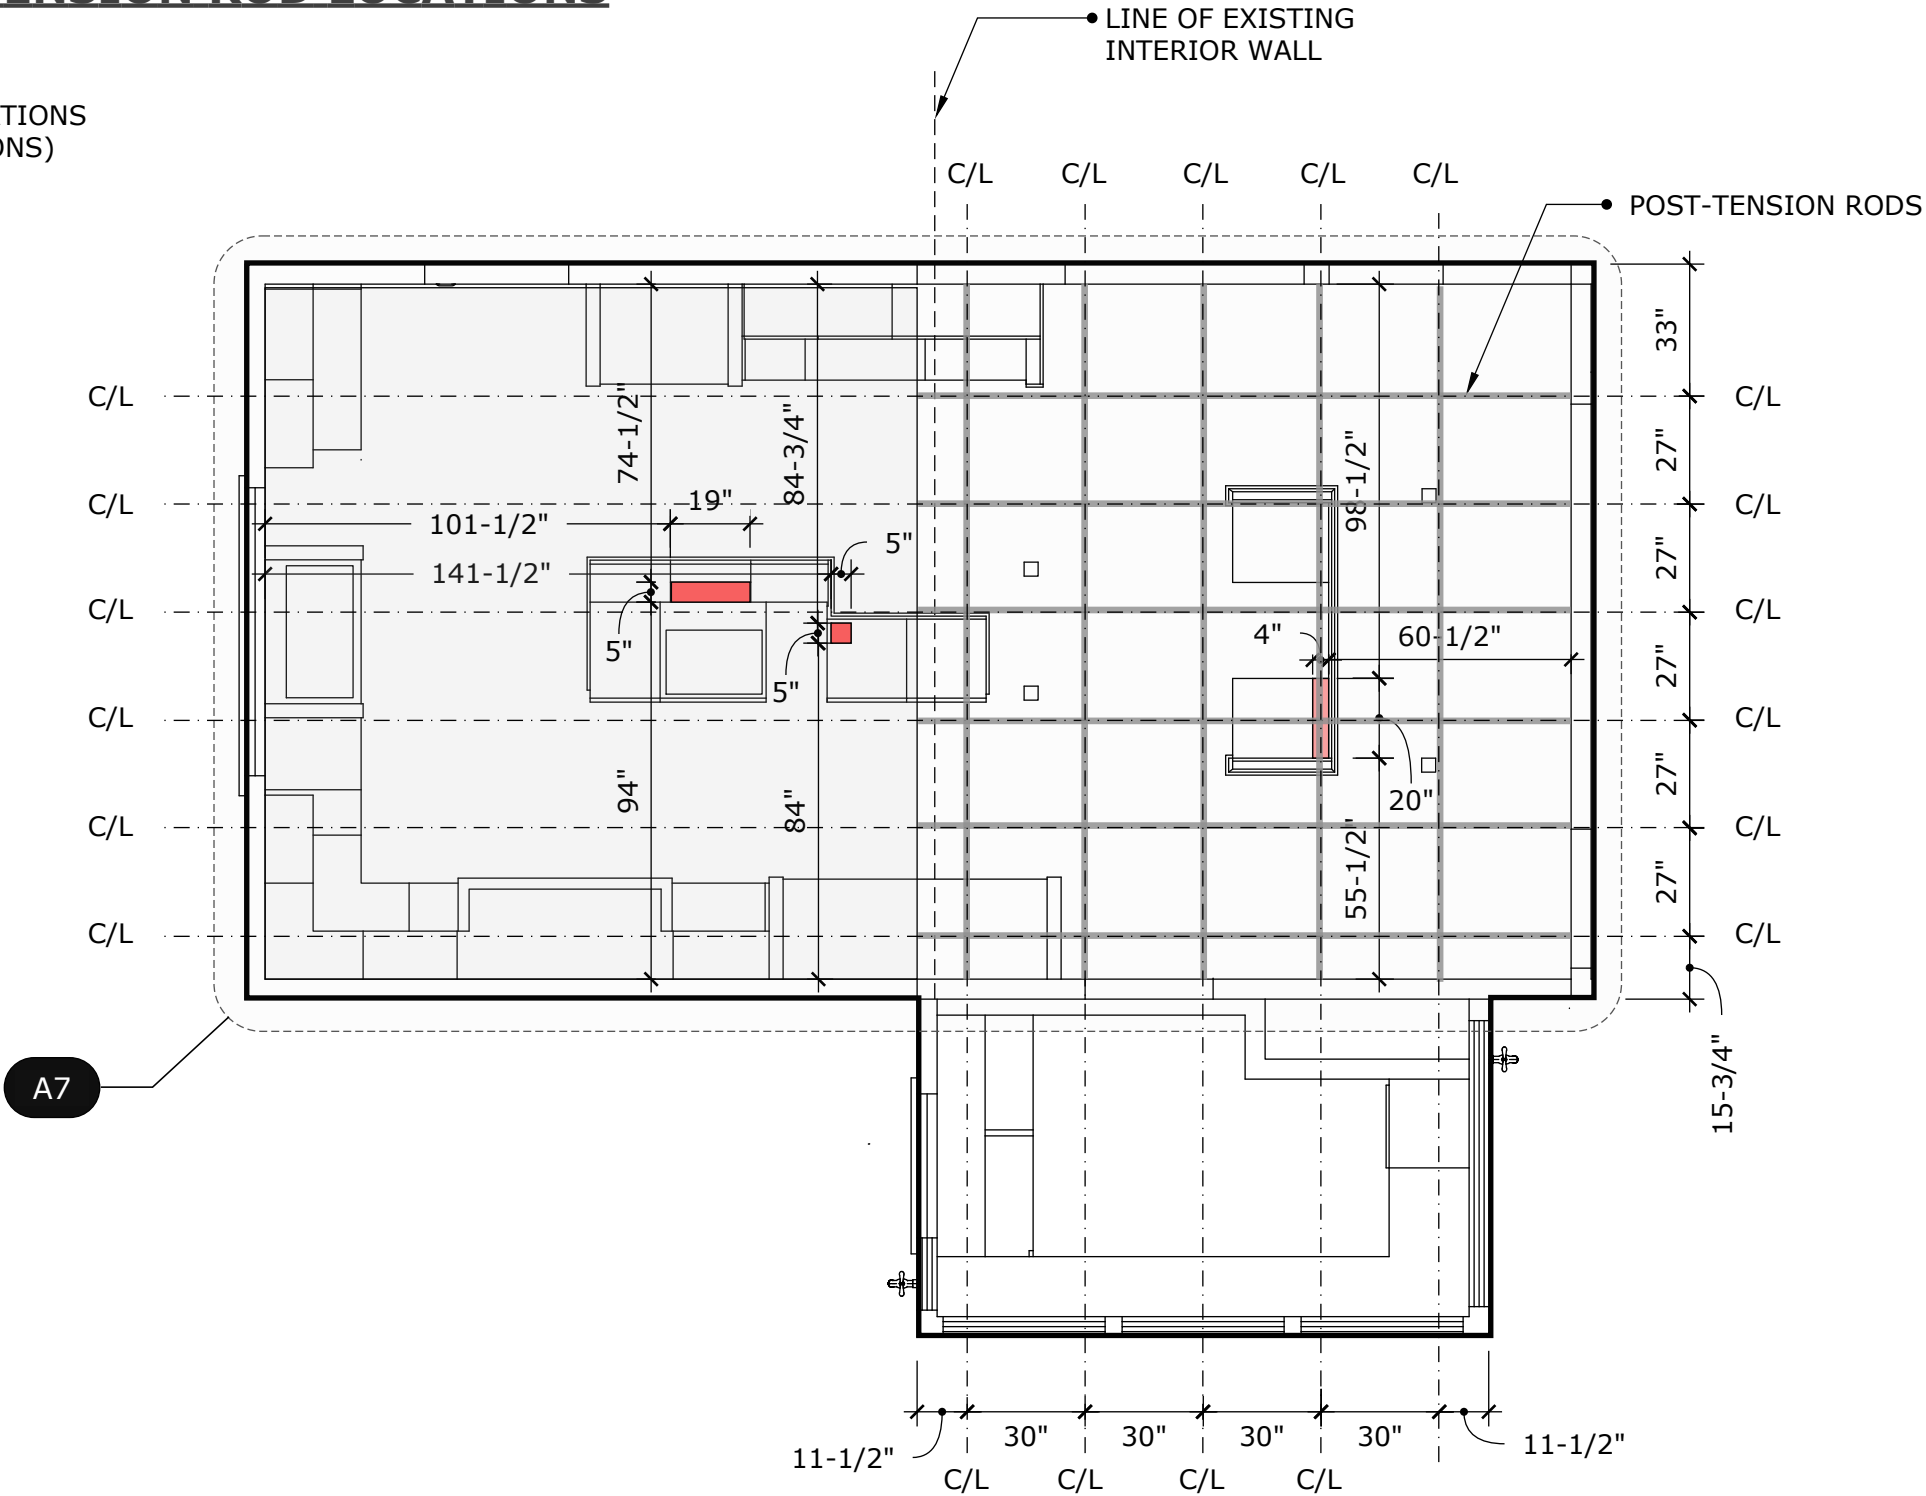 TENSION ROD LOCATIONS
LINE OF EXISTING
INTERIOR WALL
TIONS
ONS)
C/L C/L C/L C/L C/L
POST-TENSION RODS
33"
C/L C/L
74-1/2" 84-3/4" 98-1/2" 27"
C/L C/L
19"
101-1/2"
5"
141-1/2"
27"
C/L C/L
5" 4" 60-1/2"
5" 27"
C/L C/L
94" 84" 20" 27"
C/L C/L
55-1/2" 27"
C/L C/L
15-3/4"
A7
11-1/2" 30" 30" 30" 30" 11-1/2"
C/L C/L C/L C/L